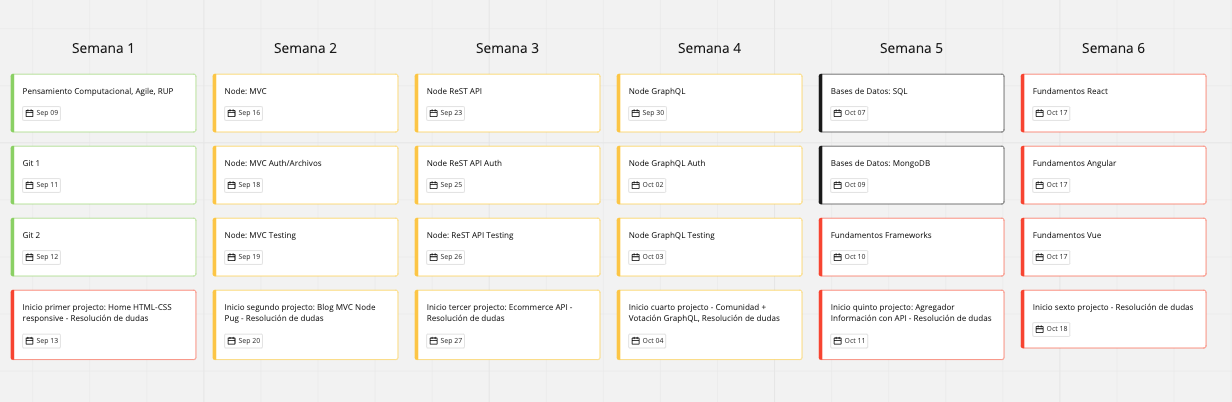 Semana 1
Pensamiento Computacional, Agile, RUP
Sep 09
Git 1
Sep 11
Git 2
Sep 12
Inicio primer projecto: Home HTML-CSS
responsive - Resolución de dudas
Sep 13
Semana 2
Node: MVC
Sep 16
Node: MVC Auth/Archivos
Sep 18
Node: MVC Testing
Sep 19
Inicio segundo projecto: Blog MVC Node
Pug - Resolución de dudas
Sep 20
Semana 3
Node ReST API
Sep 23
Node ReST API Auth
Sep 25
Node: ReST API Testing
Sep 26
Inicio tercer projecto: Ecommerce API -
Resolución de dudas
Sep 27
Semana 4
Node GraphQL
Sep 30
Node GraphQL Auth
Oct 02
Node GraphQL Testing
Oct 03
Inicio cuarto projecto - Comunidad +
Votación GraphQL, Resolución de dudas
Oct 04
Semana 5
Bases de Datos: SQL
Oct 07
Bases de Datos: MongoDB
Oct 09
Fundamentos Frameworks
Oct 10
Inicio quinto projecto: Agregador
Información con API - Resolución de dudas
Oct 11
Semana 6
Fundamentos React
Oct 17
Fundamentos Angular
Oct 17
Fundamentos Vue
Oct 17
Inicio sexto projecto - Resolución de dudas
Oct 18